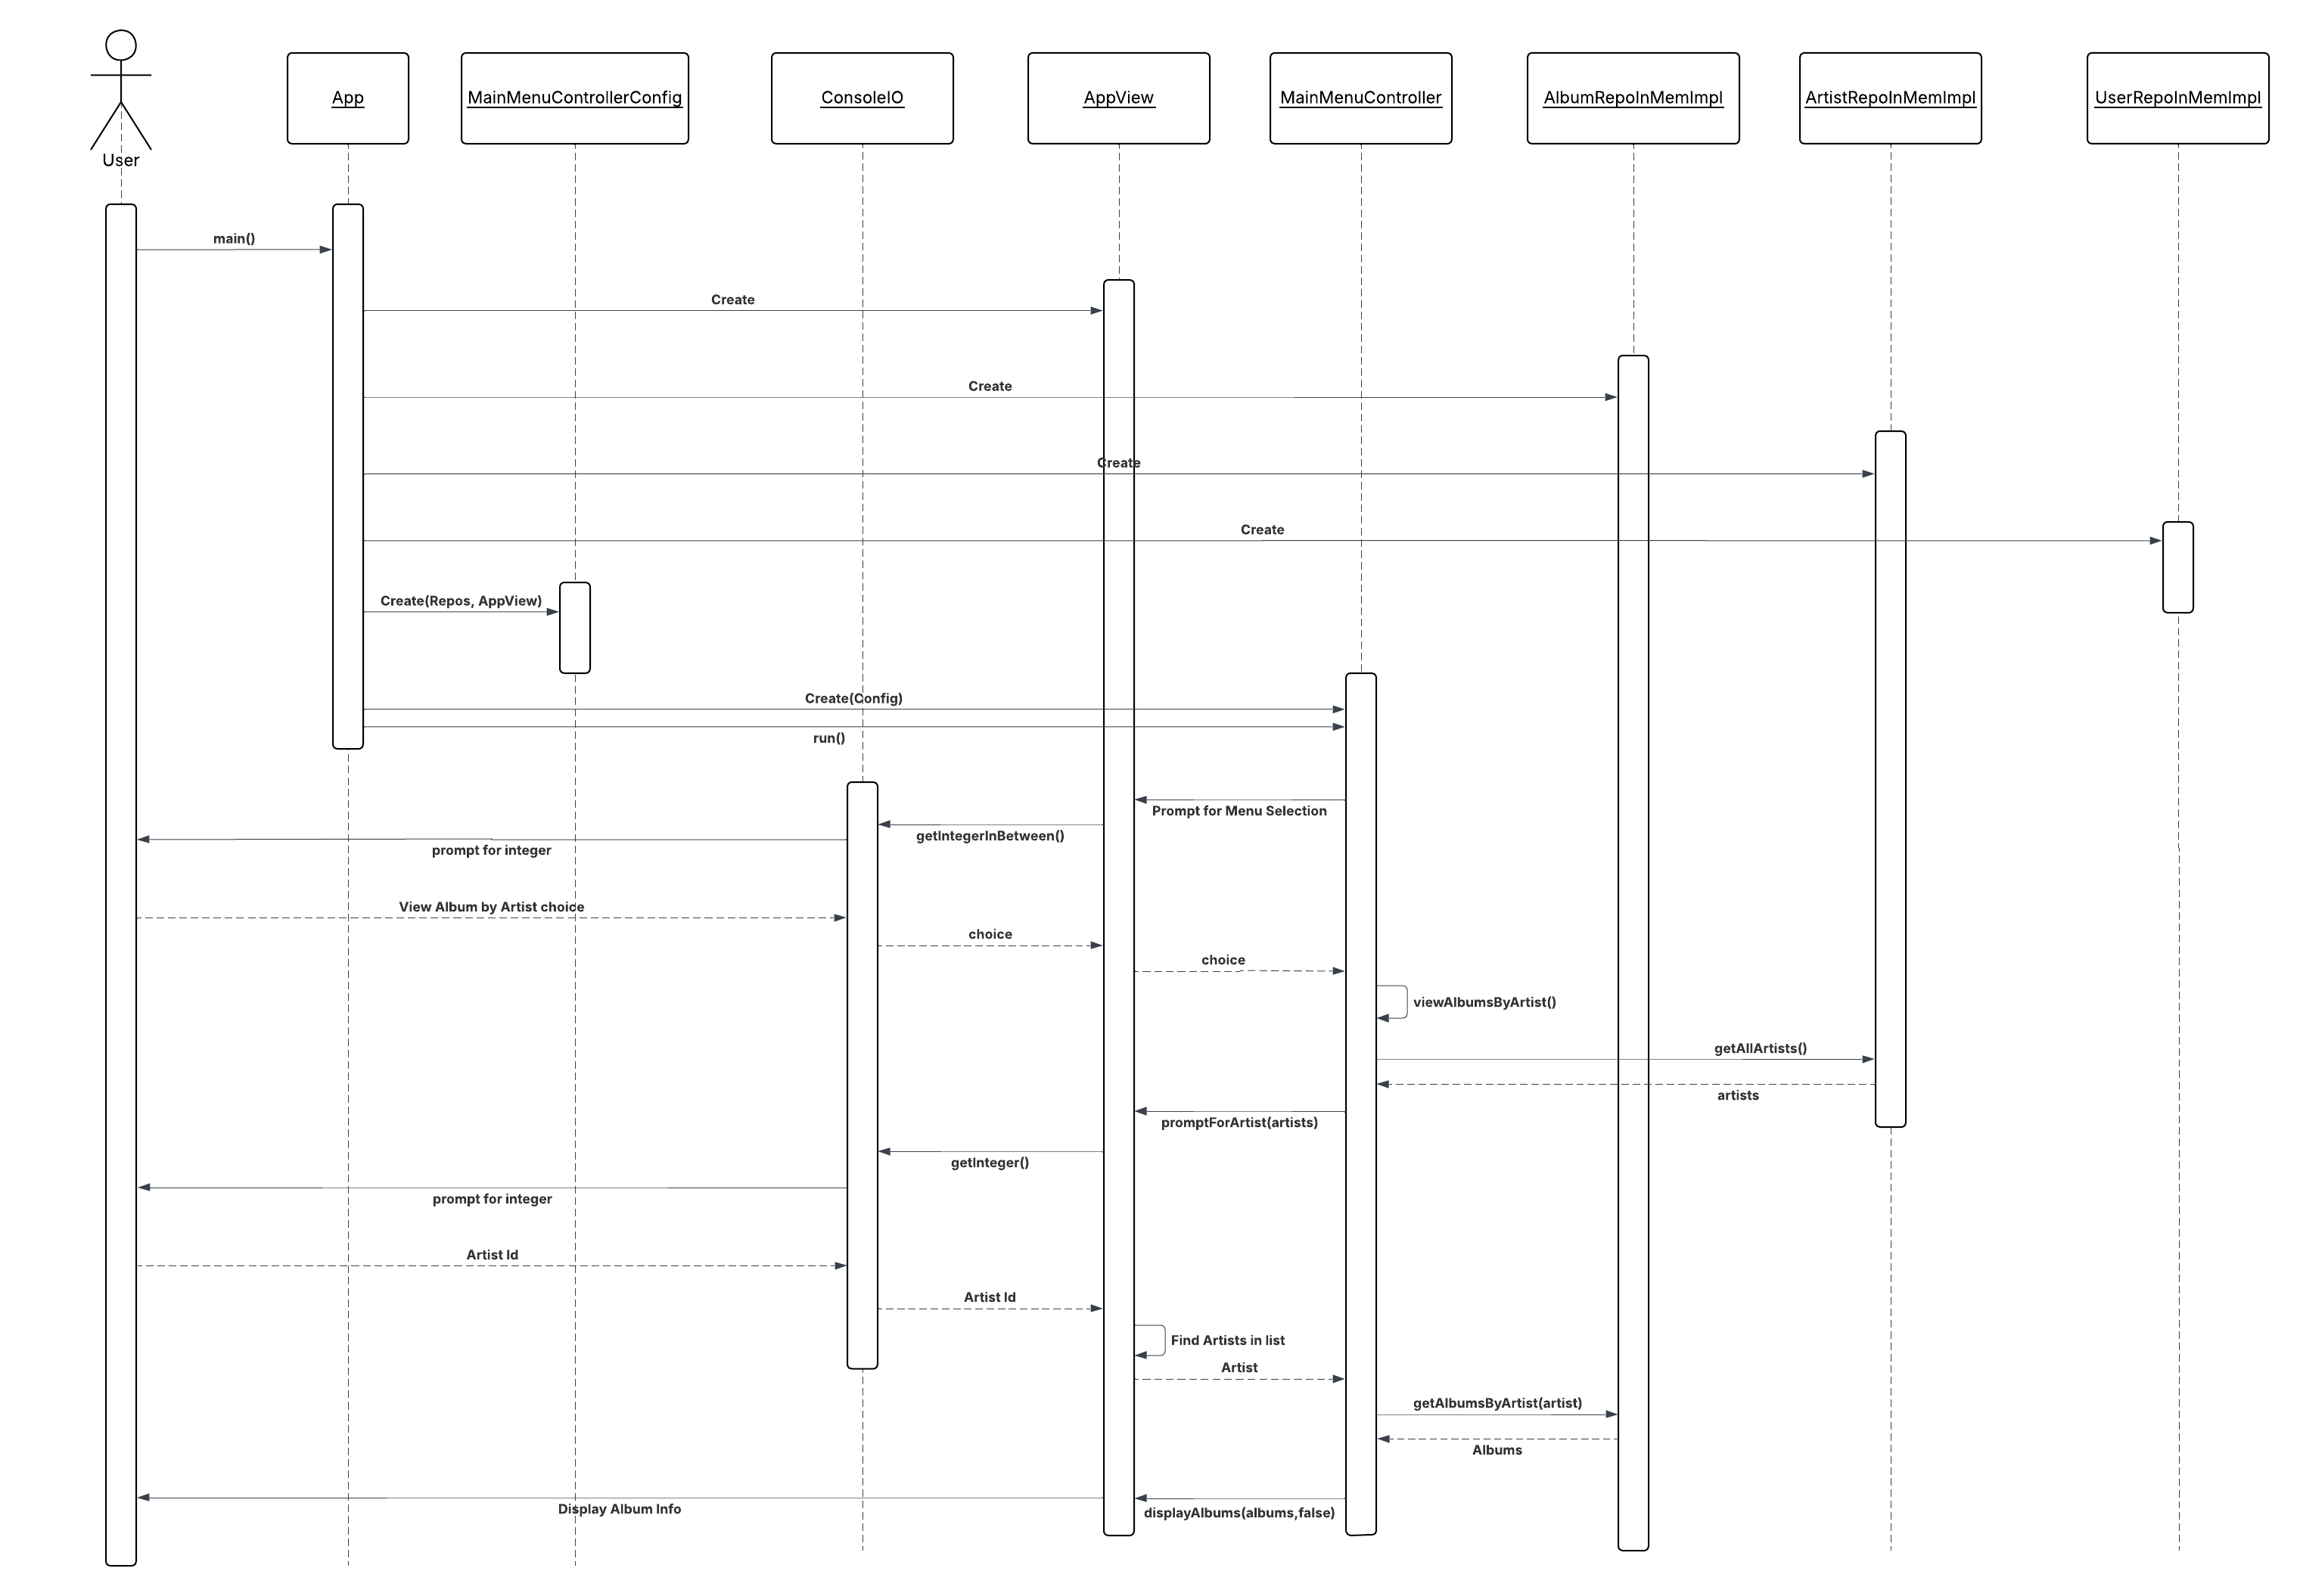 User
App
MainMenuControllerConfig
ConsoleIO
AppView
MainMenuController
AlbumRepoInMemImpl
ArtistRepoInMemImpl
UserRepoInMemImpl
main()
Create
Create
Create
Create
Create(Repos, AppView)
Create(Config)
run()
Prompt for Menu Selection
getIntegerInBetween()
prompt for integer
View Album by Artist choice
choice
choice
viewAlbumsByArtist()
getAllArtists()
artists
promptForArtist(artists)
getInteger()
prompt for integer
Artist Id
Artist Id
Find Artists in list
Artist
getAlbumsByArtist(artist)
Albums
displayAlbums(albums,false)
Display Album Info